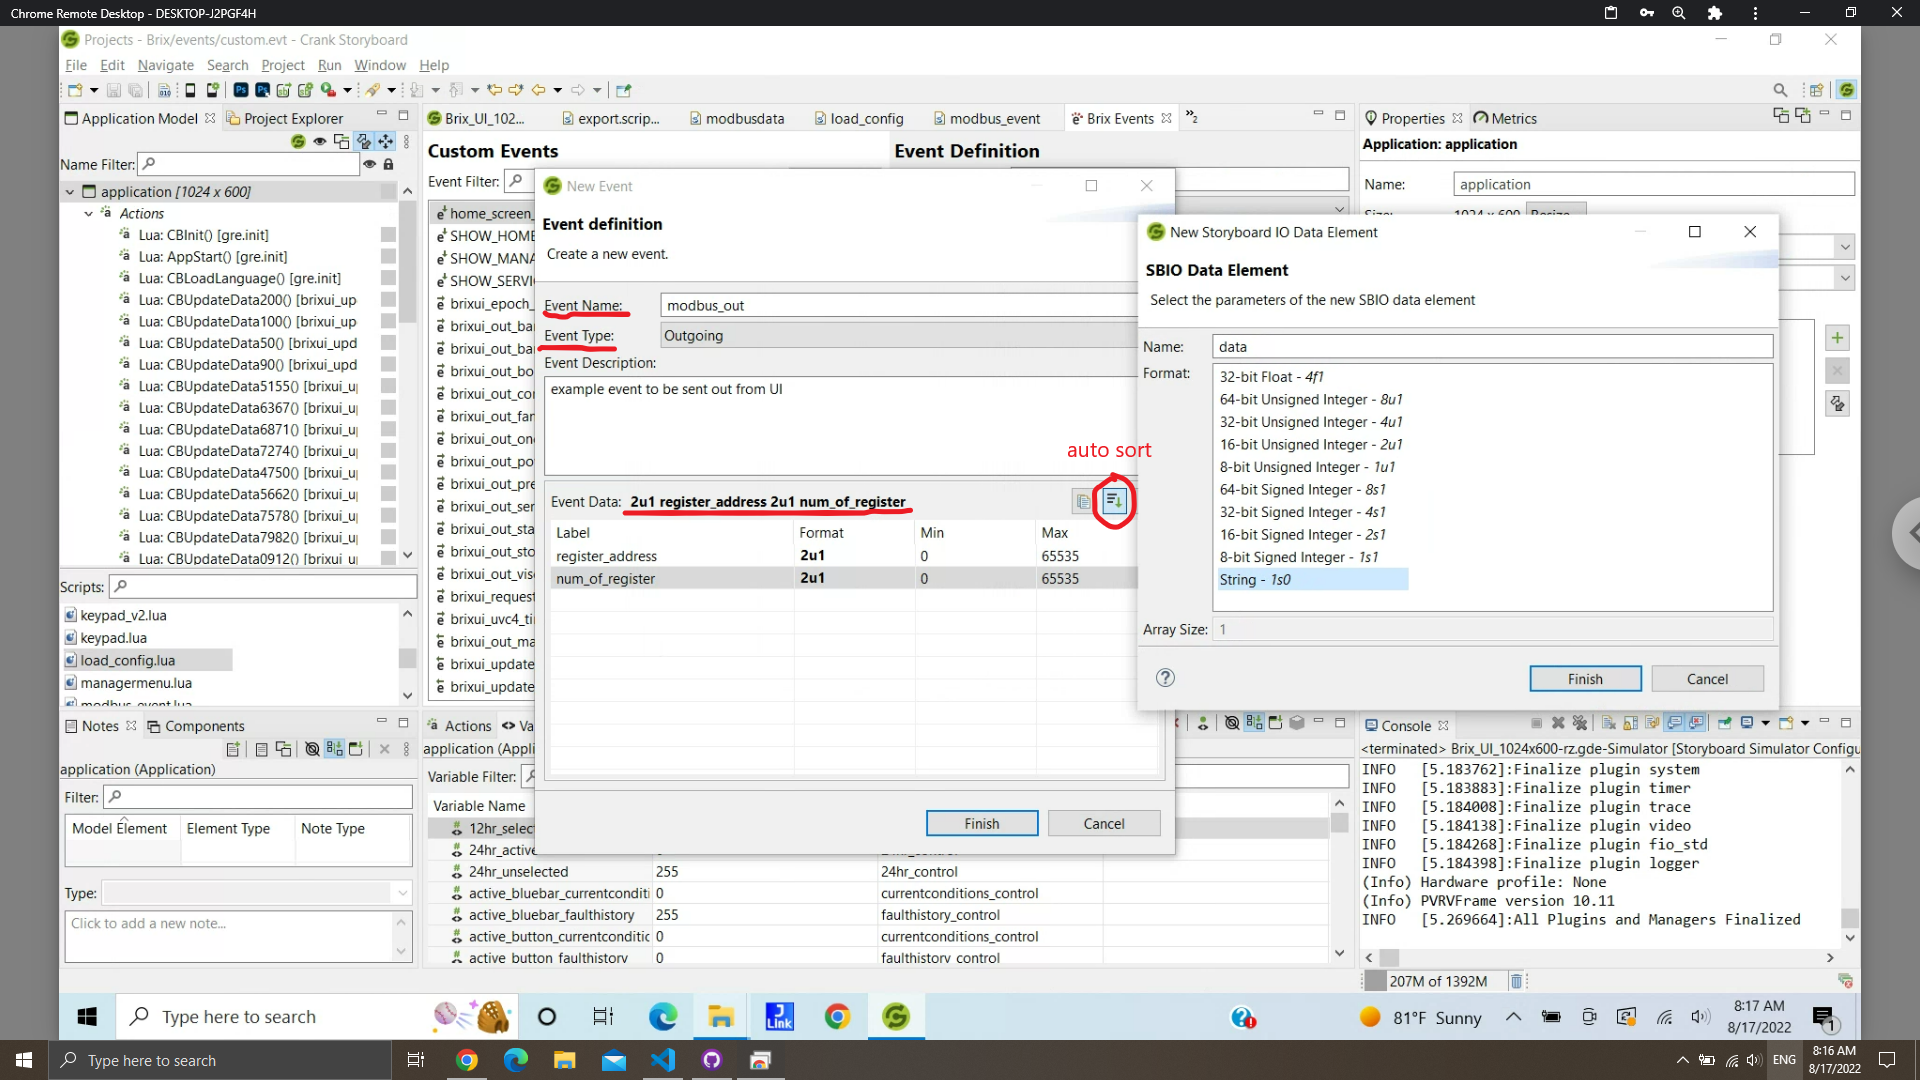 Chrome Remote Desktop - DESKTOP-J2PGF4H
Projects - Brix/events/custom.evt - Crank Storyboard
File Edit Navigate Search Project Run Window Help
Application Model
Project Explorer
Name Filter:
application [1024 x 600]
Actions
Lua: CBInit() [gre.init]
Lua: AppStart() [gre.init]
Lua: CBLoadLanguage() [gre.init]
Lua: CBUpdateData200() [brixui_up
Lua: CBUpdateData100() [brixui_up
Lua: CBUpdateData50() [brixui_upd
Lua: CBUpdateData90() [brixui_upd
Lua: CBUpdateData5155() [brixui_u
Lua: CBUpdateData6367() [brixui_u
Lua: CBUpdateData6871() [brixui_u
Lua: CBUpdateData7274() [brixui_u
Lua: CBUpdateData4750() [brixui_u
Lua: CBUpdateData5662() [brixui_u
Lua: CBUpdateData7578() [brixui_u
Lua: CBUpdateData7982() [brixui_u
Lua: CBUpdateData0912() [brixui_u
Scripts:
keypad_v2.lua
keypad.lua
load_config.lua
managermenu.lua
modbus_event.lua
Notes
Components
application (Application)
Filter:
Model Element Element Type Note Type
Type:
Click to add a new note...
Brix_UI_102... export.scrip... modbusdata load_config modbus_event Brix Events
Custom Events
Event Definition
Event Filter:
home_screen_
SHOW_HOME
SHOW_MANA
SHOW_SERVI
brixui_epoch_
brixui_out_ba
brixui_out_ba
brixui_out_bo
brixui_out_co
brixui_out_fa
brixui_out_on
brixui_out_po
brixui_out_pre
brixui_out_ser
brixui_out_sta
brixui_out_sto
brixui_out_vis
brixui_request
brixui_uvc4_ti
brixui_out_ma
brixui_update
brixui_update
New Event
Event definition
Create a new event.
Event Name: modbus_out
Event Type: Outgoing
Event Description:
example event to be sent out from UI
auto sort
Event Data: 2u1 register_address 2u1 num_of_register
Label Format Min Max
register_address 2u1 0 65535
num_of_register 2u1 0 65535
Finish Cancel
New Storyboard IO Data Element
SBIO Data Element
Select the parameters of the new SBIO data element
Name: data
Format:
32-bit Float - 4f1
64-bit Unsigned Integer - 8u1
32-bit Unsigned Integer - 4u1
16-bit Unsigned Integer - 2u1
8-bit Unsigned Integer - 1u1
64-bit Signed Integer - 8s1
32-bit Signed Integer - 4s1
16-bit Signed Integer - 2s1
8-bit Signed Integer - 1s1
String - 1s0
Array Size: 1
Finish Cancel
Properties
Metrics
Application: application
Name: application
Size: 1024 x 600 Resize
Actions Va
application (Appli
Variable Filter:
Variable Name
12hr_selec
24hr_activ
24hr_unselected 255 24hr_control
active_bluebar_currentconditi 0 currentconditions_control
active_bluebar_faulthistory 255 faulthistory_control
active_button_currentconditic 0 currentconditions_control
active button faulthistory 0 faulthistory control
Console
<terminated> Brix_UI_1024x600-rz.gde-Simulator [Storyboard Simulator Configu
INFO [5.183762]:Finalize plugin system
INFO [5.183883]:Finalize plugin timer
INFO [5.184008]:Finalize plugin trace
INFO [5.184138]:Finalize plugin video
INFO [5.184268]:Finalize plugin fio_std
INFO [5.184398]:Finalize plugin logger
(Info) Hardware profile: None
(Info) PVRVFrame version 10.11
INFO [5.269664]:All Plugins and Managers Finalized
207M of 1392M
Type here to search
J Link
81°F Sunny
8:17 AM
8/17/2022
1
Type here to search
ENG
8:16 AM
8/17/2022